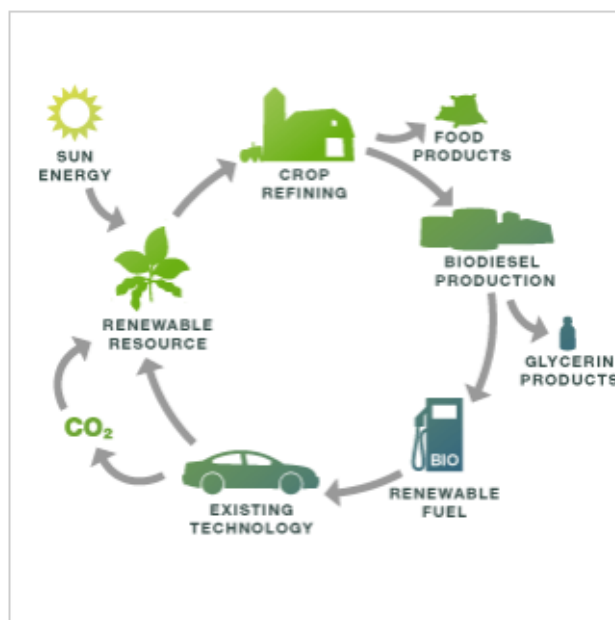 SUN
ENERGY
CROP
REFINING
FOOD
PRODUCTS
BIODIESEL
PRODUCTION
GLYCERIN
PRODUCTS
BIO
RENEWABLE
FUEL
EXISTING
TECHNOLOGY
CO₂
RENEWABLE
RESOURCE